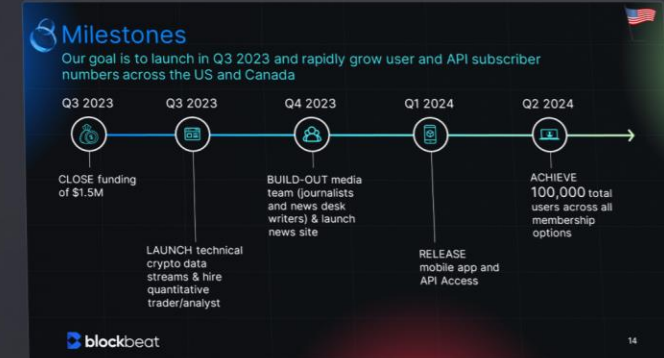 Milestones
Our goal is to launch in Q3 2023 and rapidly grow user and API subscriber
numbers across the US and Canada
Q3 2023
Q3 2023
Q4 2023
Q1 2024
Q2 2024
CLOSE funding
of $1.5M
LAUNCH technical
crypto data
streams & hire
quantitative
trader/analyst
BUILD-OUT media
team (journalists
and news desk
writers) & launch
news site
RELEASE
mobile app and
API Access
ACHIEVE
100,000 total
users across all
membership
options
blockbeat
14